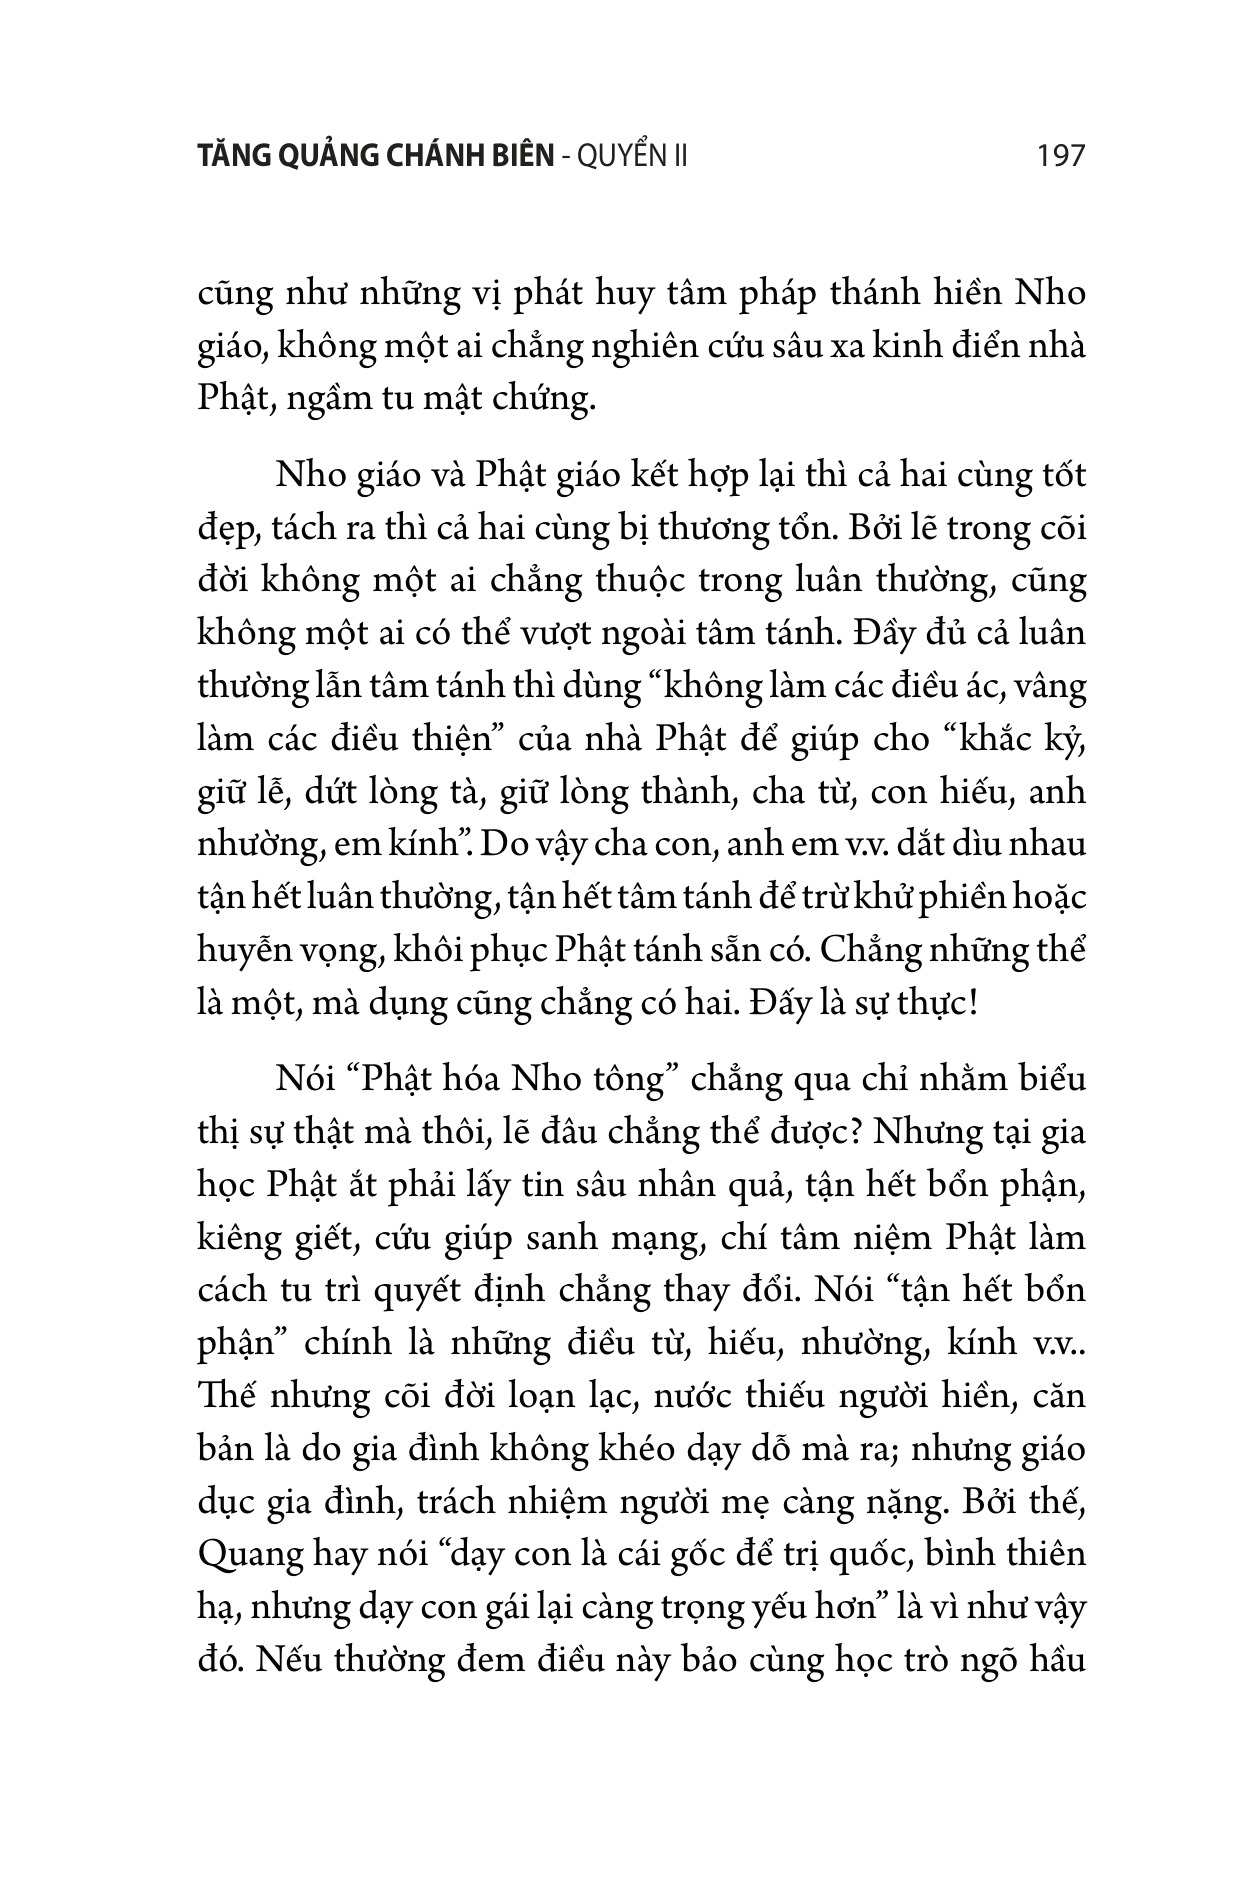 TĂNG QUẢNG CHÁNH BIÊN - QUYỂN II 197
cũng như những vị phát huy tâm pháp thánh hiền Nho
giáo, không một ai chẳng nghiên cứu sâu xa kinh điển nhà
Phật, ngầm tu mật chứng.
Nho giáo và Phật giáo kết hợp lại thì cả hai cùng tốt
đẹp, tách ra thì cả hai cùng bị thương tổn. Bởi lẽ trong cõi
đời không một ai chẳng thuộc trong luân thường, cũng
không một ai có thể vượt ngoài tâm tánh. Đầy đủ cả luân
thường lẫn tâm tánh thì dùng “không làm các điều ác, vâng
làm các điều thiện” của nhà Phật để giúp cho “khắc kỷ,
giữ lễ, dứt lòng tà, giữ lòng thành, cha từ, con hiếu, anh
nhường, em kính”. Do vậy cha con, anh em v.v. dắt dìu nhau
tận hết luân thường, tận hết tâm tánh để trừ khử phiền hoặc
huyễn vọng, khôi phục Phật tánh sẵn có. Chẳng những thể
là một, mà dụng cũng chẳng có hai. Đấy là sự thực!
Nói “Phật hóa Nho tông” chẳng qua chỉ nhằm biểu
thị sự thật mà thôi, lẽ đâu chẳng thể được? Nhưng tại gia
học Phật ắt phải lấy tin sâu nhân quả, tận hết bổn phận,
kiêng giết, cứu giúp sanh mạng, chí tâm niệm Phật làm
cách tu trì quyết định chẳng thay đổi. Nói “tận hết bổn
phận” chính là những điều từ, hiếu, nhường, kính v.v..
Thế nhưng cõi đời loạn lạc, nước thiếu người hiền, căn
bản là do gia đình không khéo dạy dỗ mà ra; nhưng giáo
dục gia đình, trách nhiệm người mẹ càng nặng. Bởi thế,
Quang hay nói “dạy con là cái gốc để trị quốc, bình thiên
hạ, nhưng dạy con gái lại càng trọng yếu hơn” là vì như vậy
đó. Nếu thường đem điều này bảo cùng học trò ngõ hầu